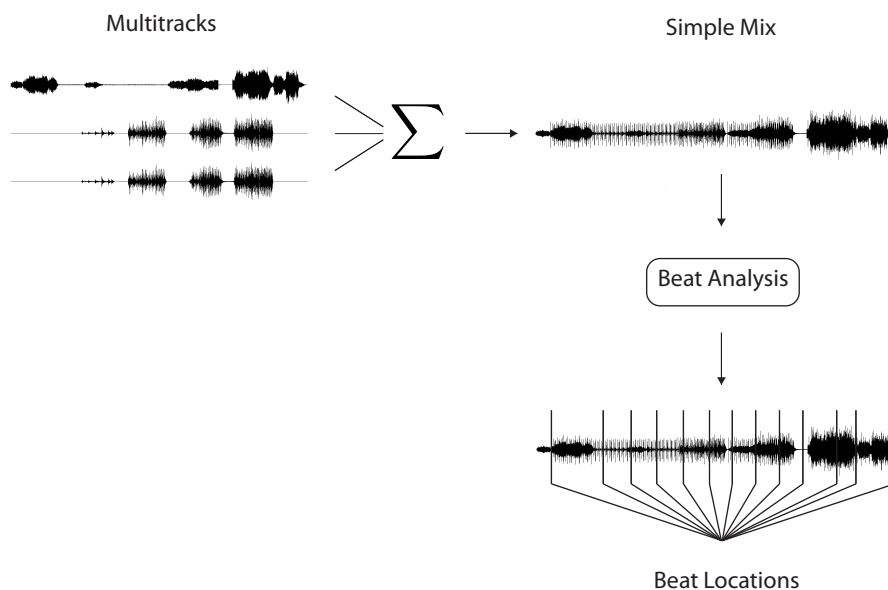 Multitracks
Simple Mix
∑
Beat Analysis
Beat Locations